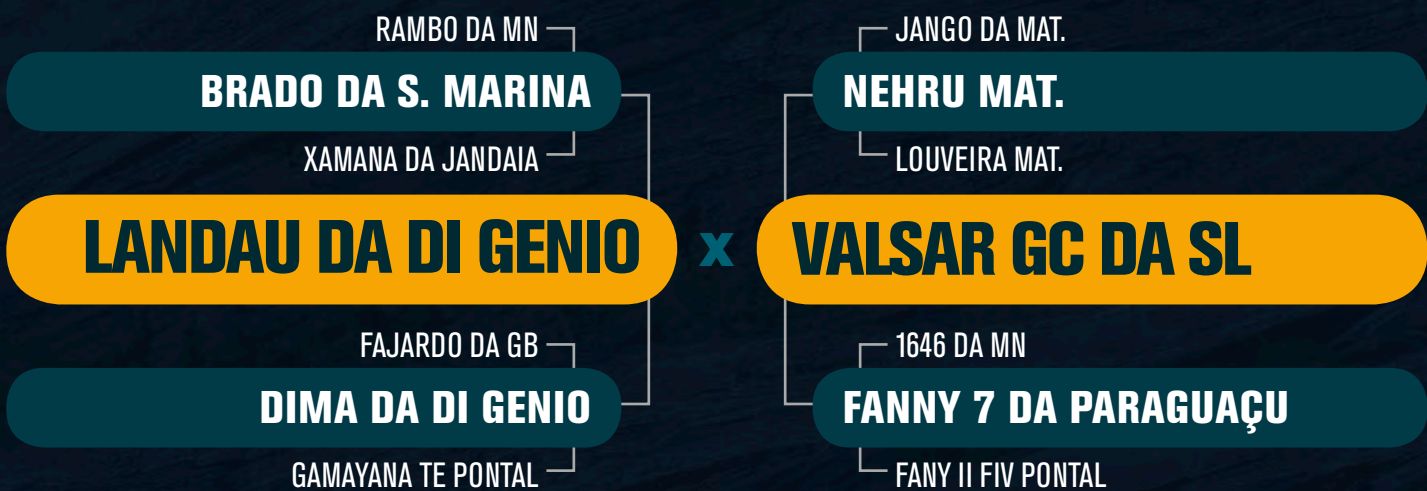 RAMBO DA MN
BRADO DA S. MARINA
XAMANA DA JANDAIA
LANDAU DA DI GENIO
FAJARDO DA GB
DIMA DA DI GENIO
GAMAYANA TE PONTAL
X
JANGO DA MAT.
NEHRU MAT.
LOUVEIRA MAT.
VALSAR GC DA SL
1646 DA MN
FANNY 7 DA PARAGUAÇU
FANY II FIV PONTAL